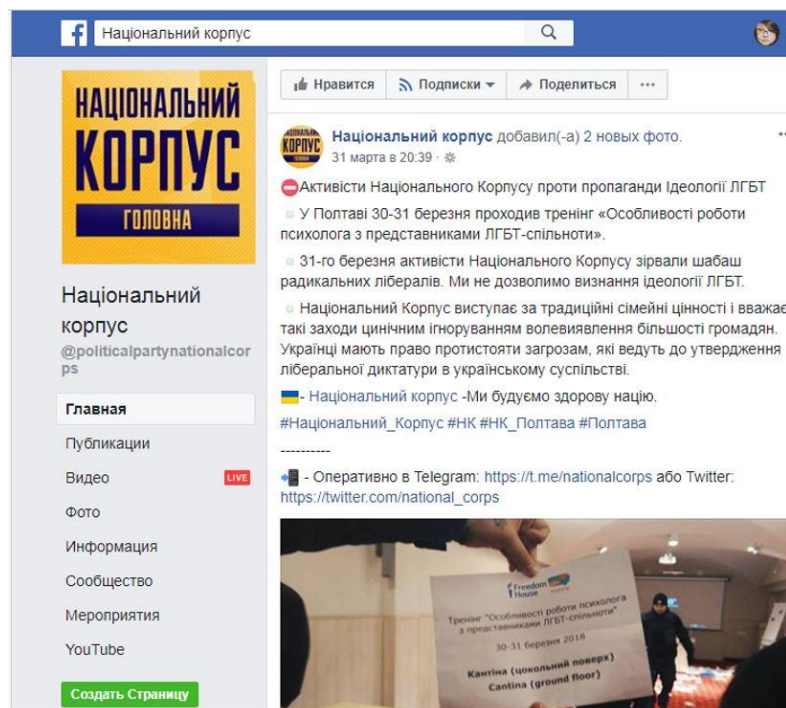 Національний корпус
НАЦІОНАЛЬНИЙ
КОРПУС
ГОЛОВНА
Національний
корпус
@politicalpartynationalcor
ps
Главная
Публикации
Видео
LIVE
Фото
Информация
Сообщество
Мероприятия
YouTube
Создать Страницу
Нравится
Подписки
Поделиться
НАЦІОНАЛЬНИЙ
КОРПУС
Національний корпус добавил(-а) 2 новых фото.
31 марта в 20:39
⛔Активісти Національного Корпусу проти пропаганди Ідеології ЛГБТ
▫ У Полтаві 30-31 березня проходив тренінг «Особливості роботи
психолога з представниками ЛГБТ-спільноти».
▫ 31-го березня активісти Національного Корпусу зірвали шабаш
радикальних лібералів. Ми не дозволимо визнання ідеології ЛГБТ.
▫ Національний Корпус виступає за традиційні сімейні цінності і вважає
такі заходи цинічним ігноруванням волевиявлення більшості громадян.
Українці мають право протистояти загрозам, які ведуть до утвердження
ліберальної диктатури в українському суспільстві.
🇺🇦- Національний корпус -Ми будуємо здорову націю.
#Національний_Корпус #НК #НК_Полтава #Полтава
----------
📲 - Оперативно в Telegram: https://t.me/nationalcorps або Twitter:
https://twitter.com/national_corps
Freedom
House
Тренінг "Особливості роботи психолога
з представниками ЛГБТ-спільноти"
30-31 березня 2018
Кантіна (цокольний поверх)
Cantina (ground floor)